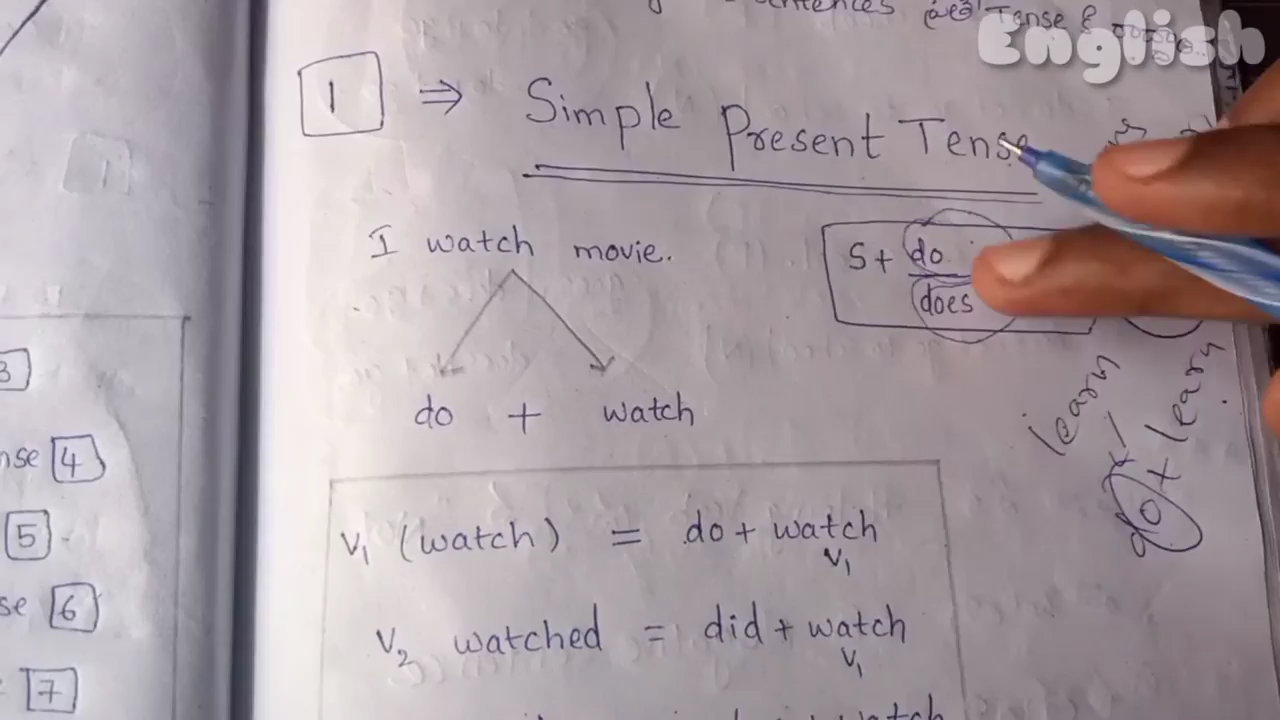 Tense &
English
1 ⇒ Simple Present Tense
I watch movie.
S + do
does
do + watch
learn
do + learn
3
4
5
6
7
V1 (watch) = do + watch
V1
V2 watched = did + watch
V1
watch